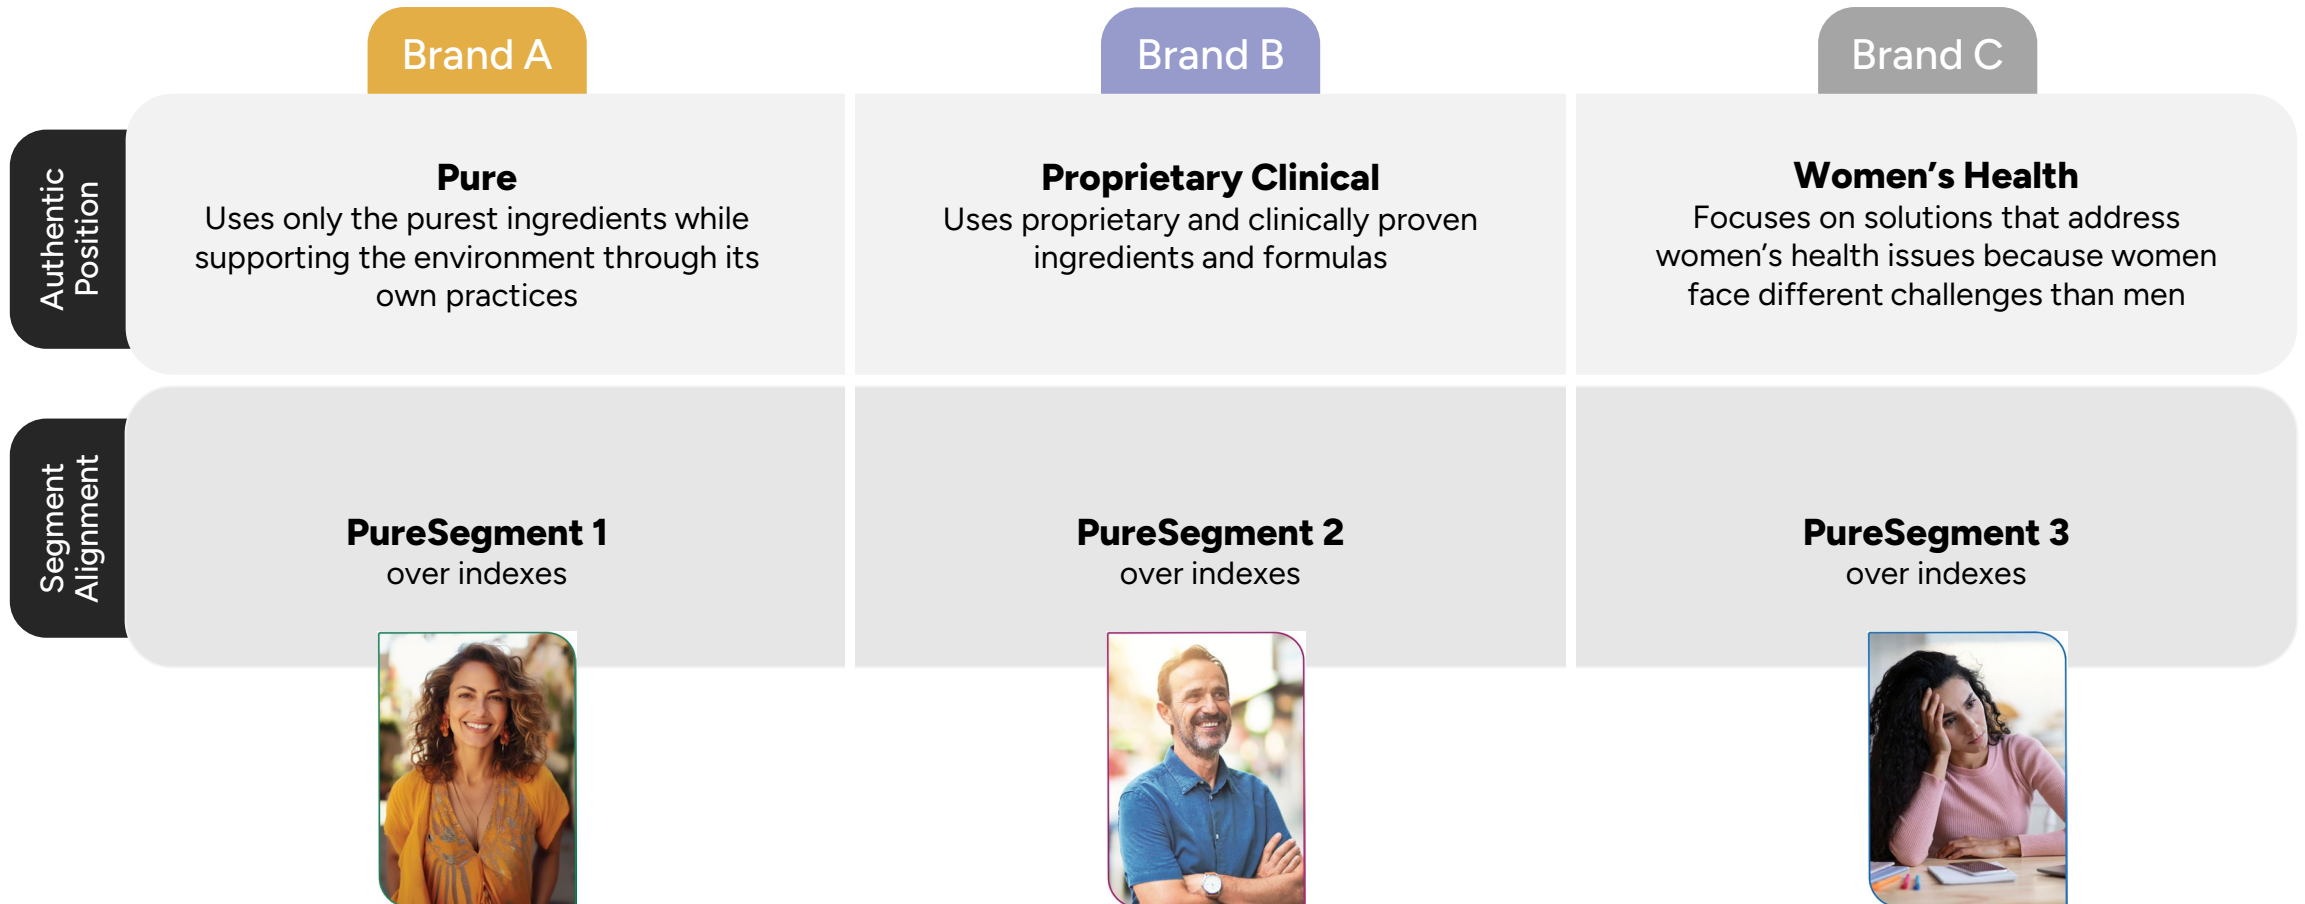 Brand A
Brand B
Brand C
Authentic
Position
Pure
Uses only the purest ingredients while
supporting the environment through its
own practices
Proprietary Clinical
Uses proprietary and clinically proven
ingredients and formulas
Women’s Health
Focuses on solutions that address
women’s health issues because women
face different challenges than men
Segment
Alignment
PureSegment 1
over indexes
PureSegment 2
over indexes
PureSegment 3
over indexes